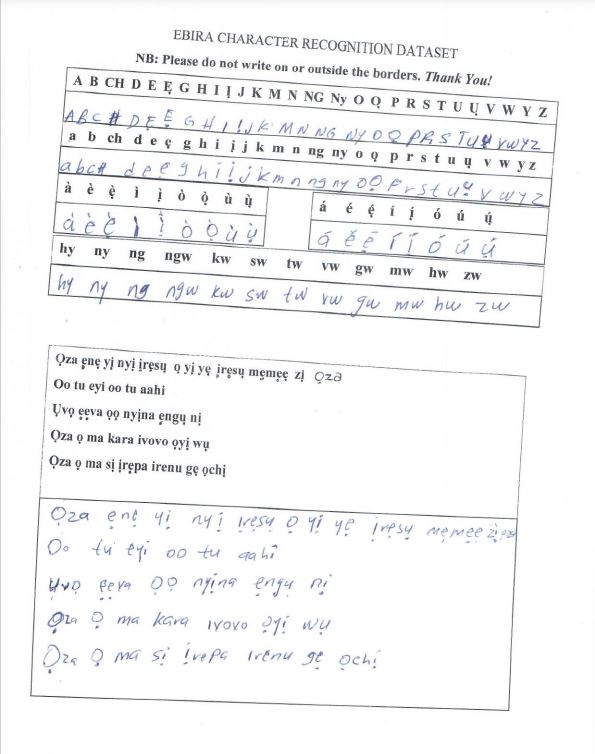 EBIRA CHARACTER RECOGNITION DATASET
NB: Please do not write on or outside the borders. Thank You!
A B CH D E Ẹ G H I Ị J K M N NG Ny O Ọ P R S T U Ụ V W Y Z
A B C H D E Ẹ G H I Ị J K M N NG Ny O Ọ P R S T U Ụ V W Y Z
a b ch d e ẹ g h i ị j k m n ng ny o ọ p r s t u ụ v w y z
a b c h d e ẹ g h i ị j k m n ng ny o ọ p r s t u ụ v w y z
à è ẹ̀ ì ị̀ ò ọ̀ ù ụ̀
à è ẹ̀ ì ị̀ ò ọ̀ ù ụ̀
á é ẹ́ í ị́ ó ú ụ́
á é ẹ́ í í ó ú ụ́
hy ny ng ngw kw sw tw vw gw mw hw zw
hy ny ng ngw kw sw tw vw gw mw hw zw
Ọza ẹnẹ yị nyị ịrẹsụ ọ yị yẹ ịrẹsụ mẹmẹẹ zị ọza
Oo tu eyi oo tu aahi
Ụvọ ẹẹva ọọ nyịna ẹngụ nị
Ọza ọ ma kara ivovo ọyị wụ
Ọza ọ ma sị ịrẹpa irenu gẹ ọchị
Ọza ẹnẹ yị nyị ịrẹsụ Ọ yị yẹ ịrẹsụ mẹmẹẹ zị ọza
Oo tu eyi oo tu aahi
Ụvọ ẹẹva ỌỌ nyịna ẹngụ nị
Ọza Ọ ma kara ivovo ọyị wụ
Ọza Ọ ma sị ịrepa irenu gẹ ọchị